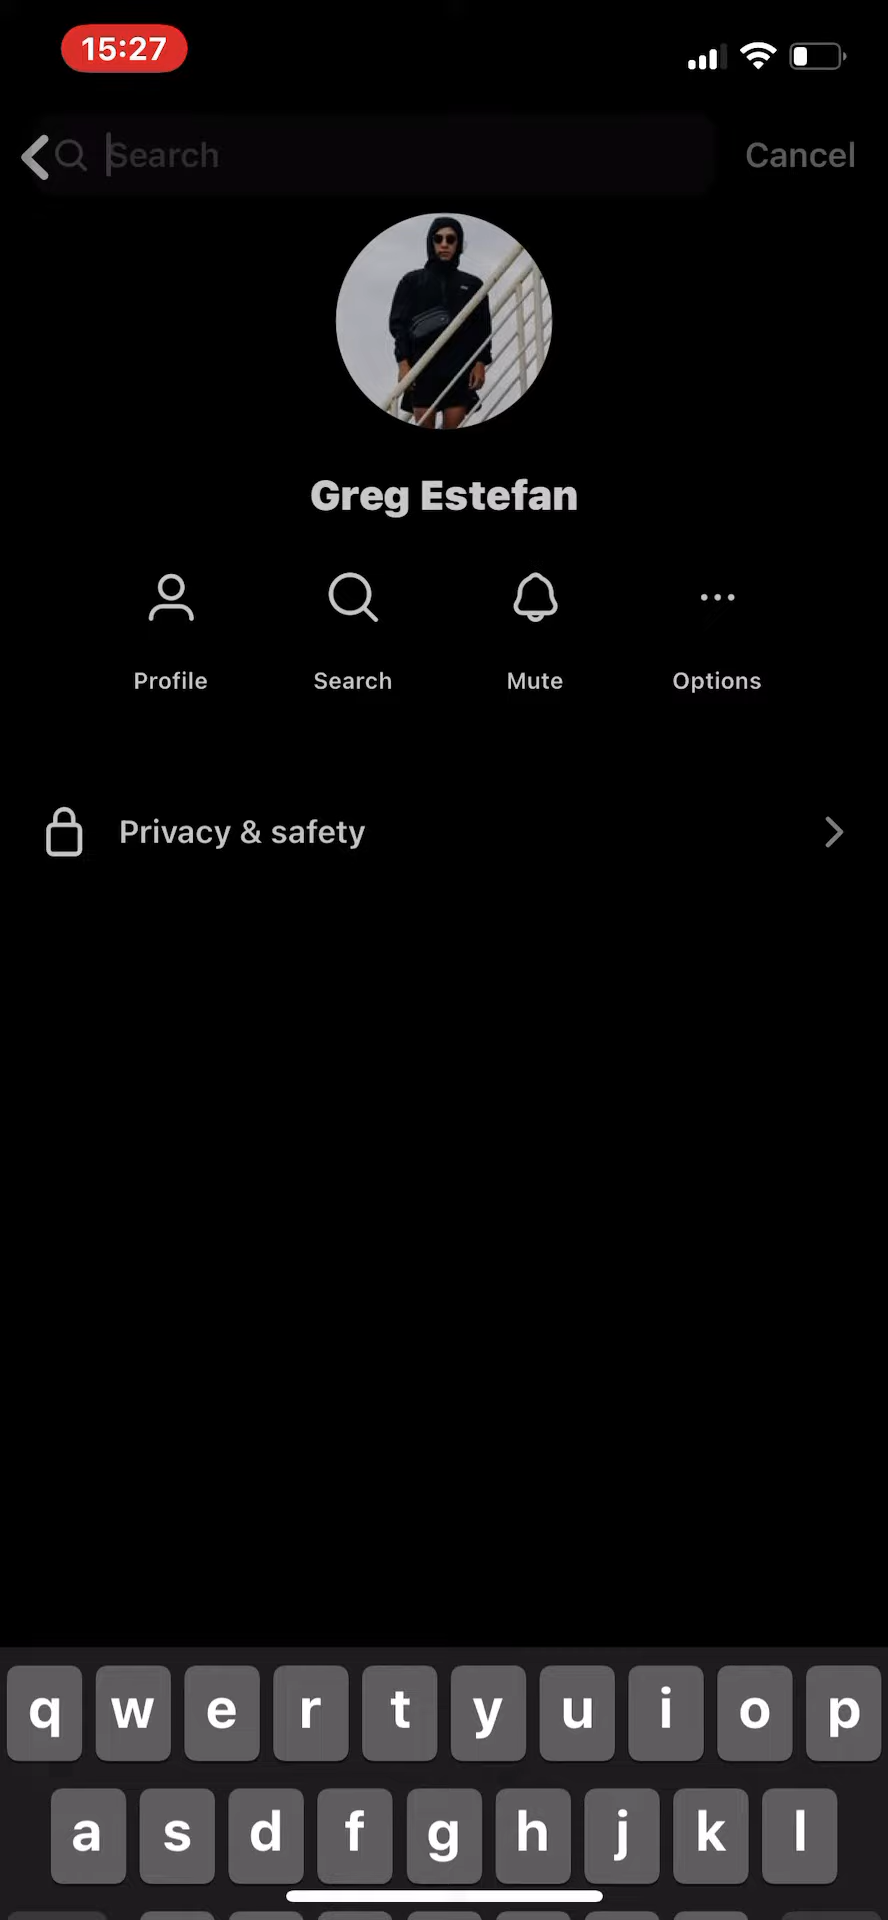 15:27
Search
Cancel
Greg Estefan
Profile
Search
Mute
Options
Privacy & safety
q w e r t y u i o p
a s d f g h j k l